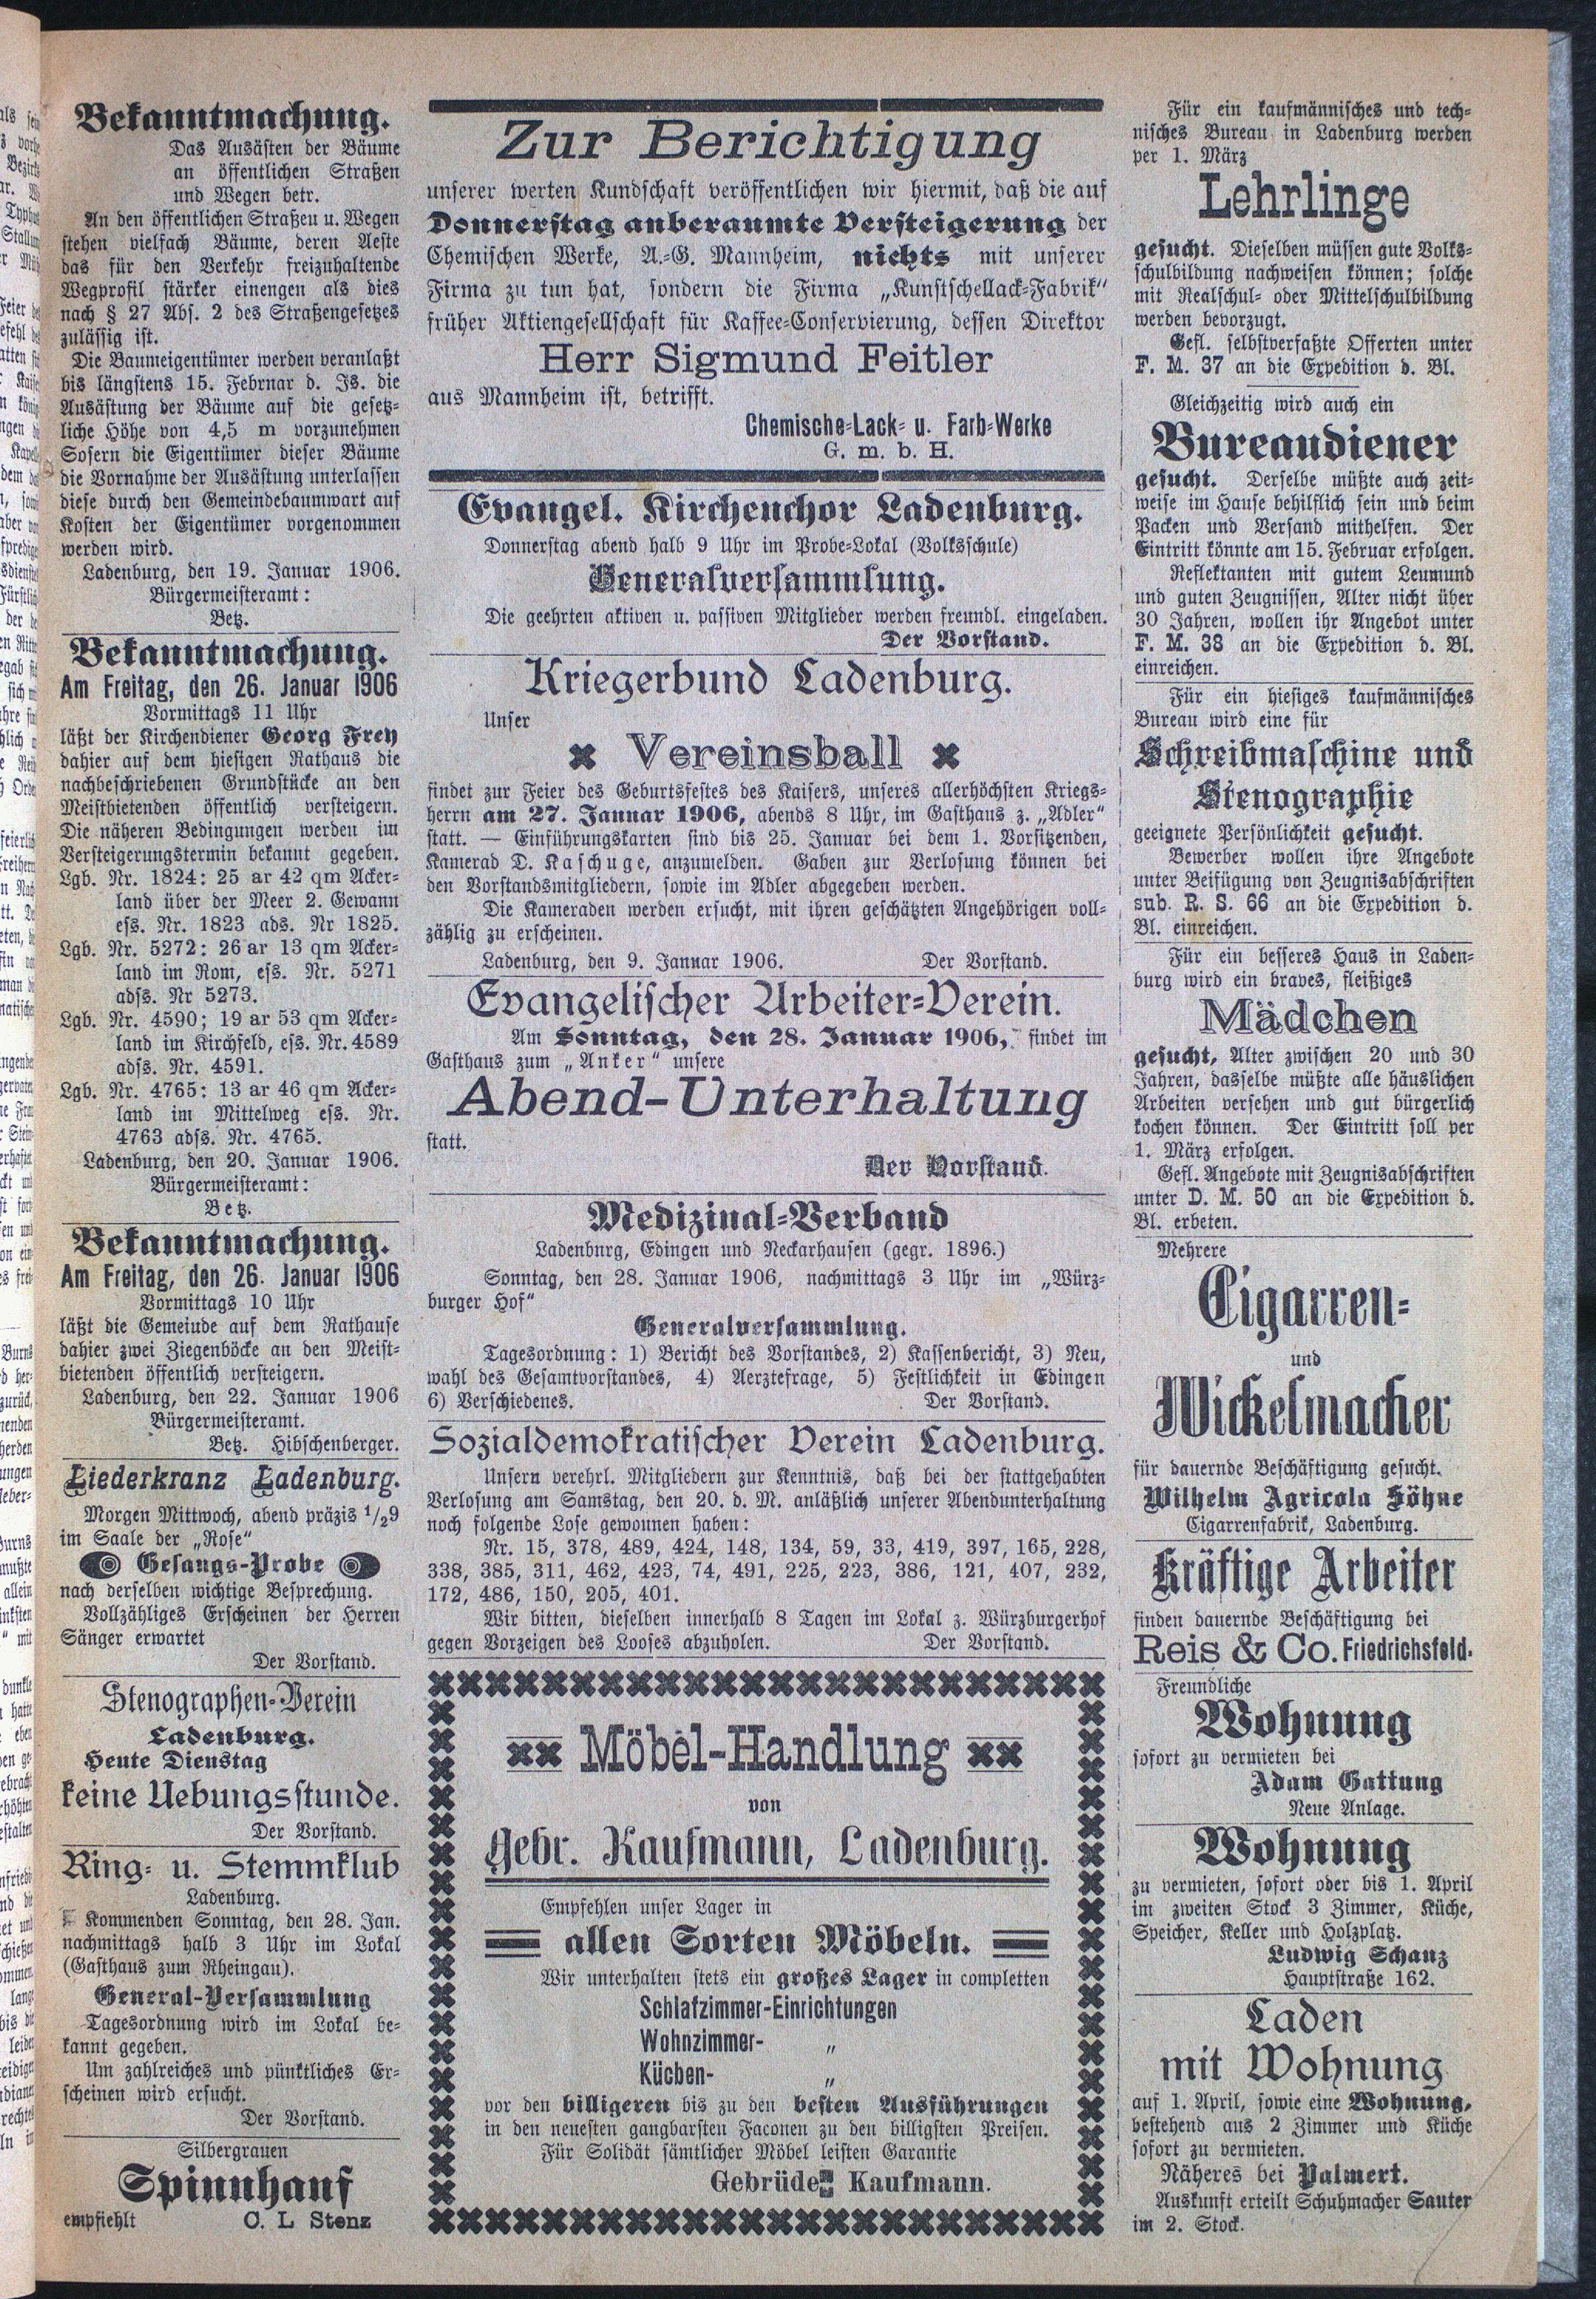 Bekanntmachung.
Das Ausästen der Bäume
an öffentlichen Straßen
und Wegen betr.
An den öffentlichen Straßeu u. Wegen
stehen vielfach Bäume, deren Aeste
das für den Verkehr freizuhaltende
Wegprofil stärker einengen als dies
nach § 27 Abs. 2 des Straßengesetzes
zulässig ist.
Die Baumeigentümer werden veranlaßt
bis längstens 15. Februar d. Js. die
Ausästung der Bäume auf die gesetz-
liche Höhe von 4,5 m vorzunehmen
Sofern die Eigentümer dieser Bäume
die Vornahme der Ausästung unterlassen
diese durch den Gemeindebaumwart auf
Kosten der Eigentümer vorgenommen
werden wird.
Ladenburg, den 19. Januar 1906.
Bürgermeisteramt:
Betz.
Bekanntmachung.
Am Freitag, den 26. Januar 1906
Vormittags 11 Uhr
läßt der Kirchendiener Georg Frey
dahier auf dem hiesigen Rathaus die
nachbeschriebenen Grundstücke an den
Meistbietenden öffentlich versteigern.
Die näheren Bedingungen werden im
Versteigerungstermin bekannt gegeben.
Lgb. Nr. 1824: 25 ar 42 qm Acker-
land über der Meer 2. Gewann
ess. Nr. 1823 ads. Nr 1825.
Lgb. Nr. 5272: 26 ar 13 qm Acker-
land im Rom, ess. Nr. 5271
adss. Nr 5273.
Lgb. Nr. 4590; 19 ar 53 qm Acker-
land im Kirchfeld, ess. Nr. 4589
adss. Nr. 4591.
Lgb. Nr. 4765: 13 ar 46 qm Acker-
land im Mittelweg ess. Nr.
4763 adss. Nr. 4765.
Ladenburg, den 20. Januar 1906.
Bürgermeisteramt:
Betz.
Bekanntmachung.
Am Freitag, den 26. Januar 1906
Vormittags 10 Uhr
läßt die Gemeiude auf dem Rathause
dahier zwei Ziegenböcke an den Meist-
bietenden öffentlich versteigern.
Ladenburg, den 22. Januar 1906
Bürgermeisteramt.
Betz. Hibschenberger.
Liederkranz Ladenburg.
Morgen Mittwoch, abend präzis 1/29
im Saale der „Rose“
Gesangs-Probe
nach derselben wichtige Besprechung.
Vollzähliges Erscheinen der Herren
Sänger erwartet
Der Vorstand.
Stenographen-Verein
Ladenburg.
Heute Dienstag
keine Uebungsstunde.
Der Vorstand.
Ring- u. Stemmklub
Ladenburg.
Kommenden Sonntag, den 28. Jan.
nachmittags halb 3 Uhr im Lokal
(Gasthaus zum Rheingau).
General-Versammlung
Tagesordnung wird im Lokal be-
kannt gegeben.
Um zahlreiches und pünktliches Er-
scheinen wird ersucht.
Der Vorstand.
Silbergrauen
Spinnhanf
empfiehlt C. L Stenz
Zur Berichtigung
unserer werten Kundschaft veröffentlichen wir hiermit, daß die auf
Donnerstag anberaumte Versteigerung der
Chemischen Werke, A.-G. Mannheim, nichts mit unserer
Firma zu tun hat, sondern die Firma „Kunstschellack-Fabrik“
früher Aktiengesellschaft für Kaffee-Conservierung, dessen Direktor
Herr Sigmund Feitler
aus Mannheim ist, betrifft.
Chemische-Lack- u. Farb-Werke
G. m. b. H.
Evangel. Kirchenchor Ladenburg.
Donnerstag abend halb 9 Uhr im Probe-Lokal (Volksschule)
Generalversammlung.
Die geehrten aktiven u. passiven Mitglieder werden freundl. eingeladen.
Der Vorstand.
Kriegerbund Ladenburg.
Unser
Vereinsball
findet zur Feier des Geburtsfestes des Kaisers, unseres allerhöchsten Kriegs-
herrn am 27. Januar 1906, abends 8 Uhr, im Gasthaus z. „Adler“
statt. — Einführungskarten sind bis 25. Januar bei dem 1. Vorsitzenden,
Kamerad D. Kaschuge, anzumelden. Gaben zur Verlosung können bei
den Vorstandsmitgliedern, sowie im Adler abgegeben werden.
Die Kameraden werden ersucht, mit ihren geschätzten Angehörigen voll-
zählig zu erscheinen.
Ladenburg, den 9. Januar 1906. Der Vorstand.
Evangelischer Arbeiter-Verein.
Am Sonntag, den 28. Januar 1906, findet im
Gasthaus zum „Anker“ unsere
Abend-Unterhaltung
statt.
Der Vorstand.
Medizinal-Verband
Ladenburg, Edingen und Neckarhausen (gegr. 1896.)
Sonntag, den 28. Januar 1906, nachmittags 3 Uhr im „Würz-
burger Hof“
Generalversammlung.
Tagesordnung: 1) Bericht des Vorstandes, 2) Kassenbericht, 3) Neu,
wahl des Gesamtvorstandes, 4) Aerztefrage, 5) Festlichkeit in Edingen
6) Verschiedenes. Der Vorstand.
Sozialdemokratischer Verein Ladenburg.
Unsern verehrl. Mitgliedern zur Kenntnis, daß bei der stattgehabten
Verlosung am Samstag, den 20. d. M. anläßlich unserer Abendunterhaltung
noch folgende Lose gewounen haben:
Nr. 15, 378, 489, 424, 148, 134, 59, 33, 419, 397, 165, 228,
338, 385, 311, 462, 423, 74, 491, 225, 223, 386, 121, 407, 232,
172, 486, 150, 205, 401.
Wir bitten, dieselben innerhalb 8 Tagen im Lokal z. Würzburgerhof
gegen Vorzeigen des Looses abzuholen. Der Vorstand.
Möbel-Handlung
von
Gebr. Kaufmann, Ladenburg.
Empfehlen unser Lager in
allen Sorten Möbeln.
Wir unterhalten stets ein großes Lager in completten
Schlafzimmer-Einrichtungen
Wohnzimmer- „
Küchen- „
vor den billigeren bis zu den besten Ausführungen
in den neuesten gangbarsten Faconen zu den billigsten Preisen.
Für Solidät sämtlicher Möbel leisten Garantie
Gebrüder Kaufmann.
Für ein kaufmännisches und tech-
nisches Bureau in Ladenburg werden
per 1. März
Lehrlinge
gesucht. Dieselben müssen gute Volks-
schulbildung nachweisen können; solche
mit Realschul- oder Mittelschulbildung
werden bevorzugt.
Gefl. selbstverfaßte Offerten unter
F. M. 37 an die Expedition d. Bl.
Gleichzeitig wird auch ein
Bureaudiener
gesucht. Derselbe müßte auch zeit-
weise im Hause behilflich sein und beim
Packen und Versand mithelfen. Der
Eintritt könnte am 15. Februar erfolgen.
Reflektanten mit gutem Leumund
und guten Zeugnissen, Alter nicht über
30 Jahren, wollen ihr Angebot unter
F. M. 38 an die Expedition d. Bl.
einreichen.
Für ein hiesiges kaufmännisches
Bureau wird eine für
Schreibmaschine und
Stenographie
geeignete Persönlichkeit gesucht.
Bewerber wollen ihre Angebote
unter Beifügung von Zeugnisabschriften
sub. R. S. 66 an die Expedition d.
Bl. einreichen.
Für ein besseres Haus in Laden-
burg wird ein braves, fleißiges
Mädchen
gesucht, Alter zwischen 20 und 30
Jahren, dasselbe müßte alle häuslichen
Arbeiten versehen und gut bürgerlich
kochen können. Der Eintritt soll per
1. März erfolgen.
Gefl. Angebote mit Zeugnisabschriften
unter D. M. 50 an die Expedition d.
Bl. erbeten.
Mehrere
Cigarren-
und
Wickelmacher
für dauernde Beschäftigung gesucht.
Wilhelm Agricola Söhne
Cigarrenfabrik, Ladenburg.
Kräftige Arbeiter
finden dauernde Beschäftigung bei
Reis & Co. Friedrichsfeld.
Freundliche
Wohnung
sofort zu vermieten bei
Adam Gattung
Neue Anlage.
Wohnung
zu vermieten, sofort oder bis 1. April
im zweiten Stock 3 Zimmer, Küche,
Speicher, Keller und Holzplatz.
Ludwig Schanz
Hauptstraße 162.
Laden
mit Wohnung
auf 1. April, sowie eine Wohnung,
bestehend aus 2 Zimmer und Küche
sofort zu vermieten.
Näheres bei Palmert.
Auskunft erteilt Schuhmacher Sauter
im 2. Stock.